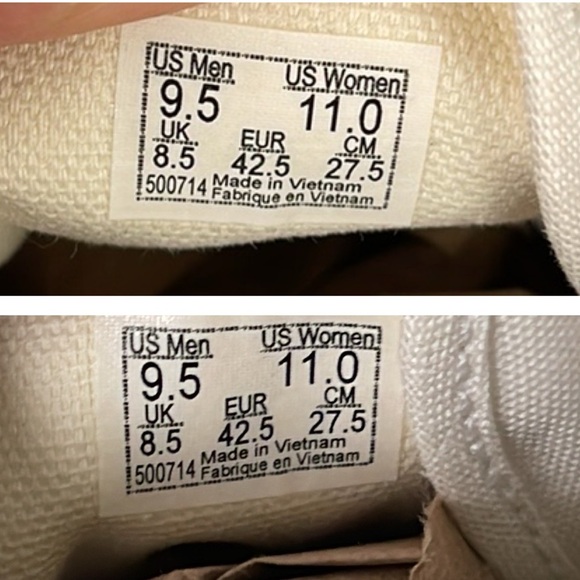 US Men US Women
9.5 11.0
UK EUR CM
8.5 42.5 27.5
500714 Made in Vietnam
Fabrique en Vietnam
US Men US Women
9.5 11.0
UK EUR CM
8.5 42.5 27.5
500714 Made in Vietnam
Fabrique en Vietnam